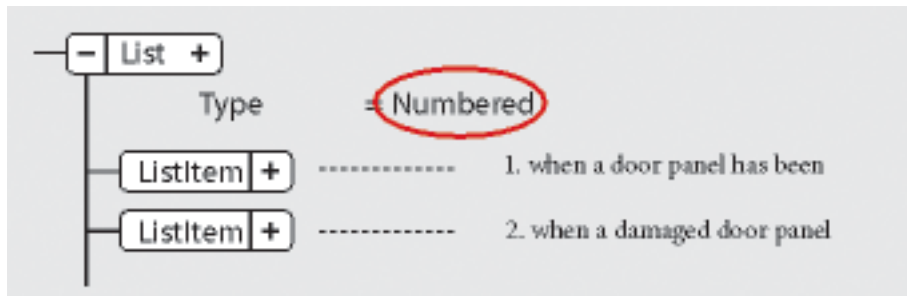 − List +
Type = Numbered
ListItem + 1. when a door panel has been
ListItem + 2. when a damaged door panel